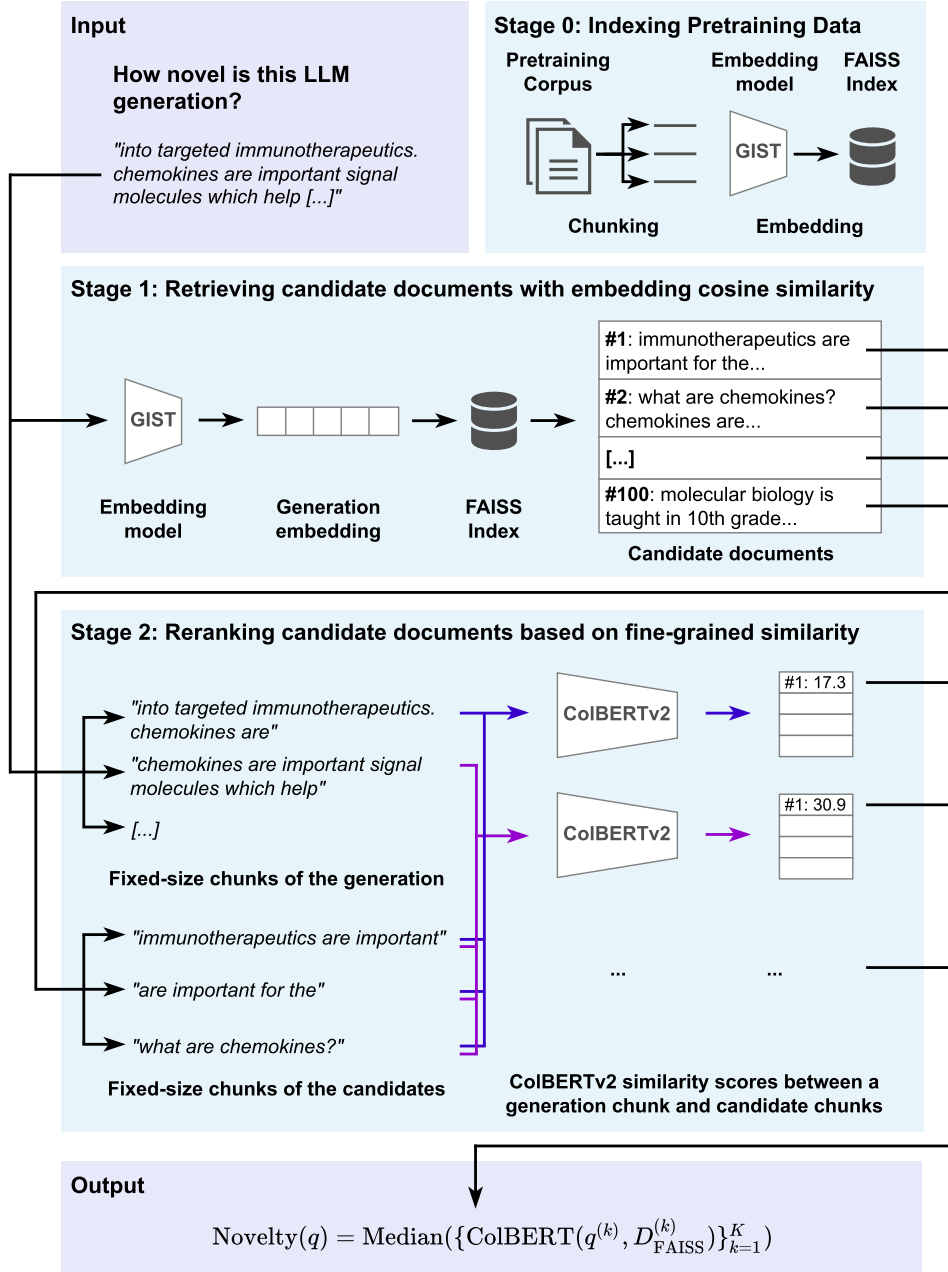 Input
How novel is this LLM
generation?
"into targeted immunotherapeutics.
chemokines are important signal
molecules which help [...]"
Stage 0: Indexing Pretraining Data
Pretraining
Corpus
Embedding
model
FAISS
Index
GIST
Chunking
Embedding
Stage 1: Retrieving candidate documents with embedding cosine similarity
GIST
Embedding
model
Generation
embedding
FAISS
Index
#1: immunotherapeutics are
important for the...
#2: what are chemokines?
chemokines are...
[...]
#100: molecular biology is
taught in 10th grade...
Candidate documents
Stage 2: Reranking candidate documents based on fine-grained similarity
"into targeted immunotherapeutics.
chemokines are"
"chemokines are important signal
molecules which help"
[...]
Fixed-size chunks of the generation
"immunotherapeutics are important"
"are important for the"
"what are chemokines?"
Fixed-size chunks of the candidates
ColBERTv2
#1: 17.3
ColBERTv2
#1: 30.9
... ...
ColBERTv2 similarity scores between a
generation chunk and candidate chunks
Output
Novelty(q) = Median({ColBERT(q^{(k)}, D_{FAISS}^{(k)})}_{k=1}^{K})